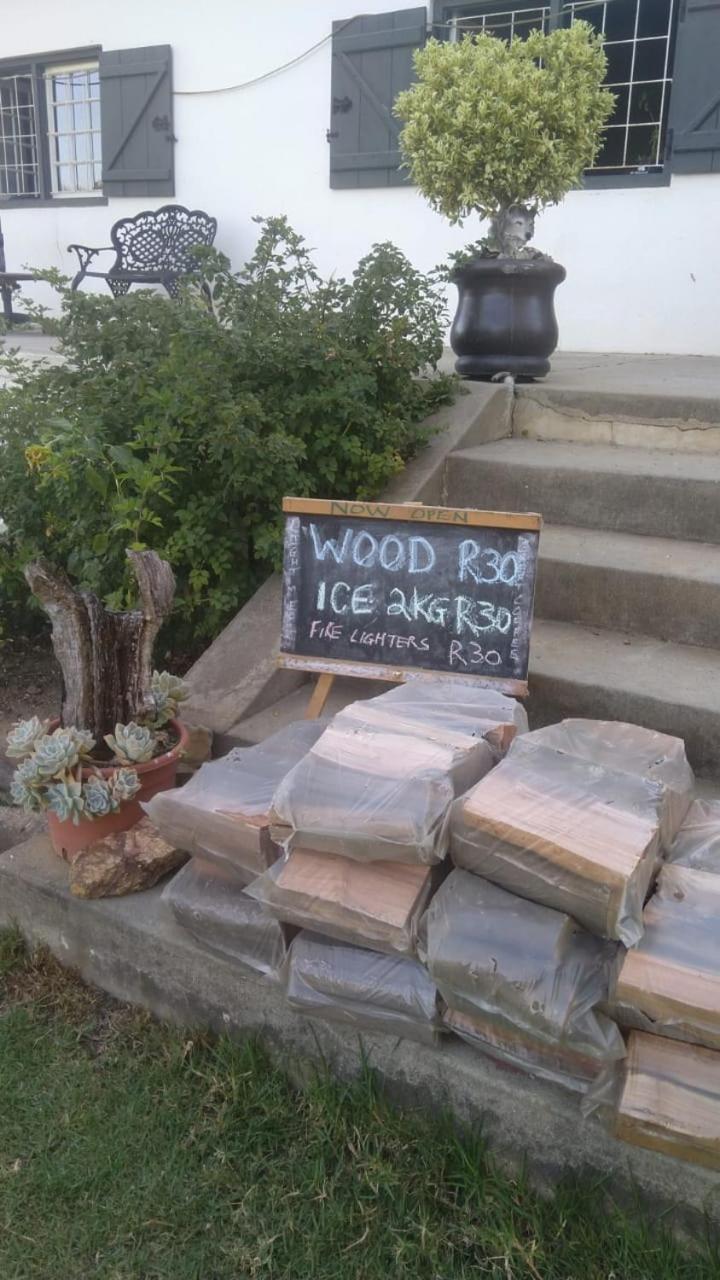 NOW OPEN
WOOD R30
ICE 2KG R30
FIRE LIGHTERS R30